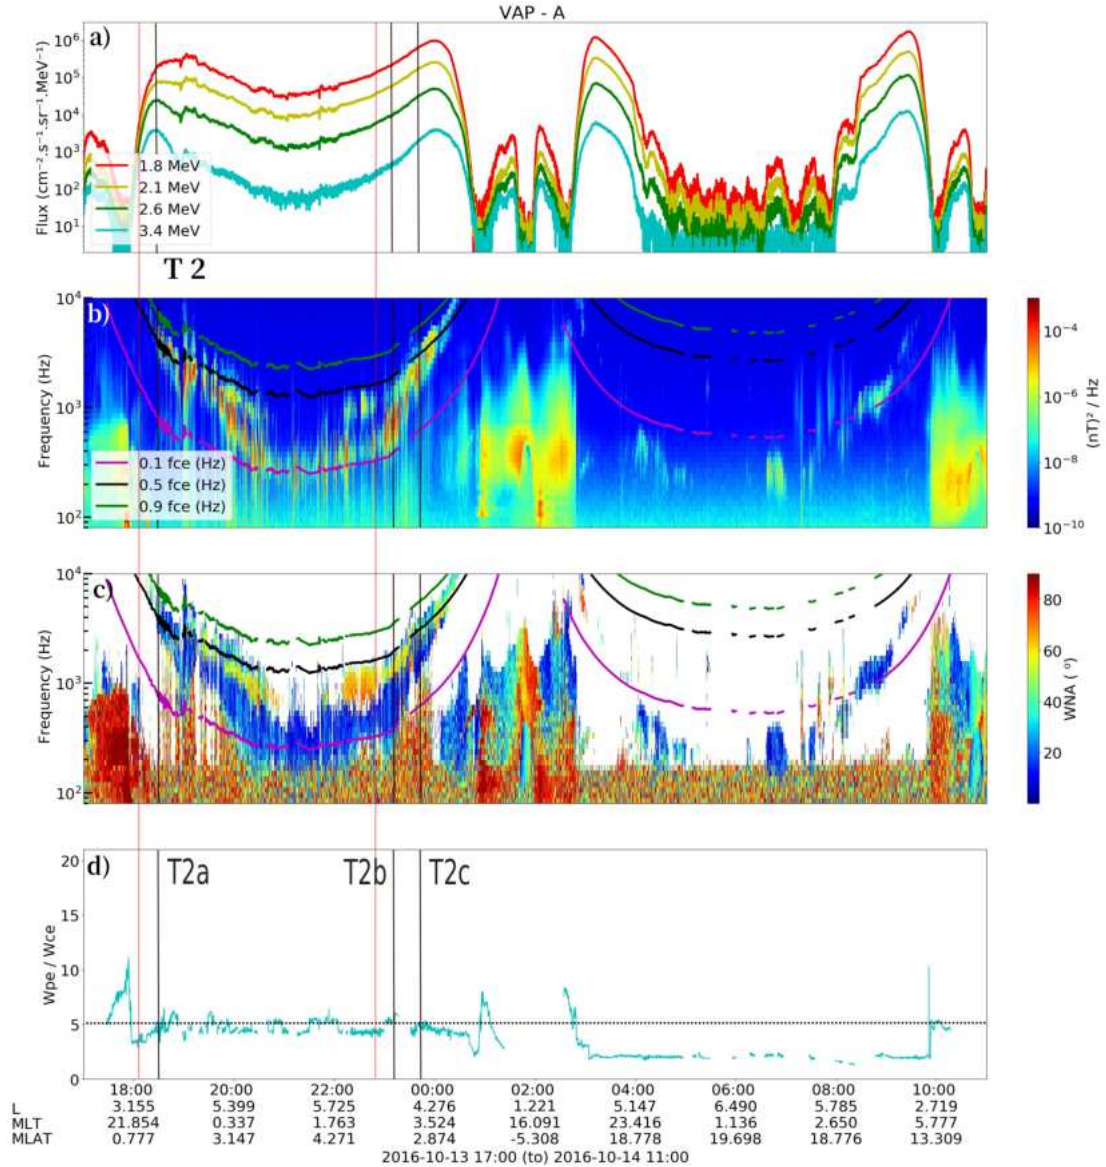 VAP - A
a)
10⁶
10⁵
10⁴
10³
10²
10¹
Flux (cm⁻².s⁻¹.sr⁻¹.MeV⁻¹)
1.8 MeV
2.1 MeV
2.6 MeV
3.4 MeV
T 2
b)
10⁴
10³
10²
Frequency (Hz)
0.1 fce (Hz)
0.5 fce (Hz)
0.9 fce (Hz)
10⁻⁴
10⁻⁶
10⁻⁸
10⁻¹⁰
(nT)² / Hz
c)
10⁴
10³
10²
Frequency (Hz)
80
60
40
20
WNA ( ⁰)
d)
T2a T2b T2c
20
15
10
5
0
Wpe / Wce
18:00 20:00 22:00 00:00 02:00 04:00 06:00 08:00 10:00
L 3.155 5.399 5.725 4.276 1.221 5.147 6.490 5.785 2.719
MLT 21.854 0.337 1.763 3.524 16.091 23.416 1.136 2.650 5.777
MLAT 0.777 3.147 4.271 2.874 -5.308 18.778 19.698 18.776 13.309
2016-10-13 17:00 (to) 2016-10-14 11:00